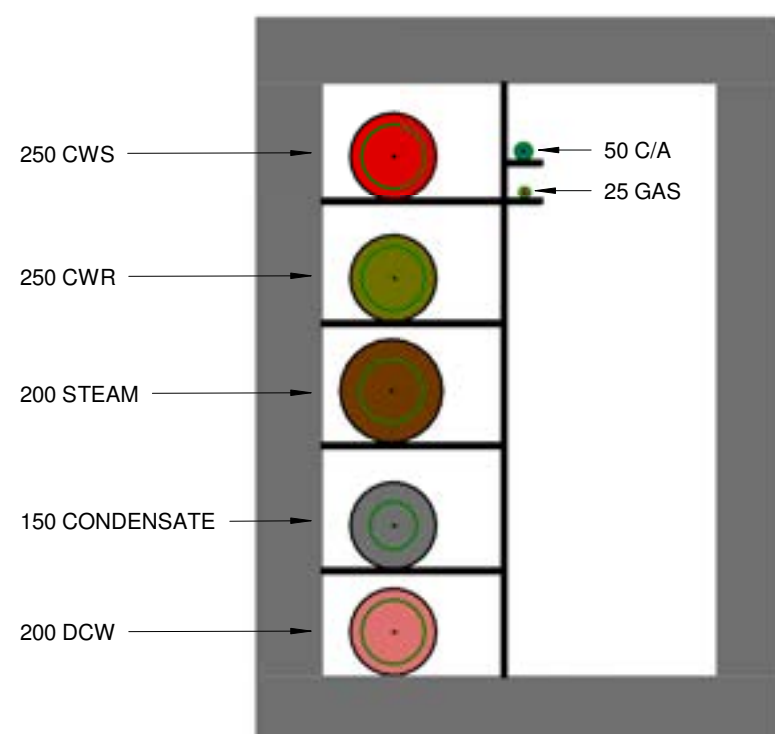 250 CWS
50 C/A
25 GAS
250 CWR
200 STEAM
150 CONDENSATE
200 DCW